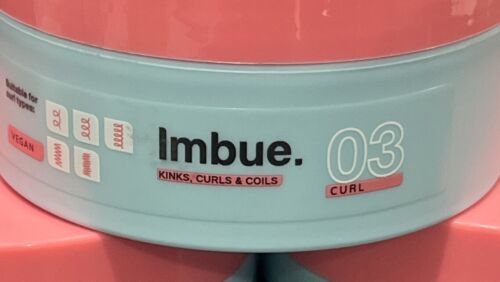 Suitable for
curl types:
VEGAN
Imbue.
KINKS, CURLS & COILS
03
CURL